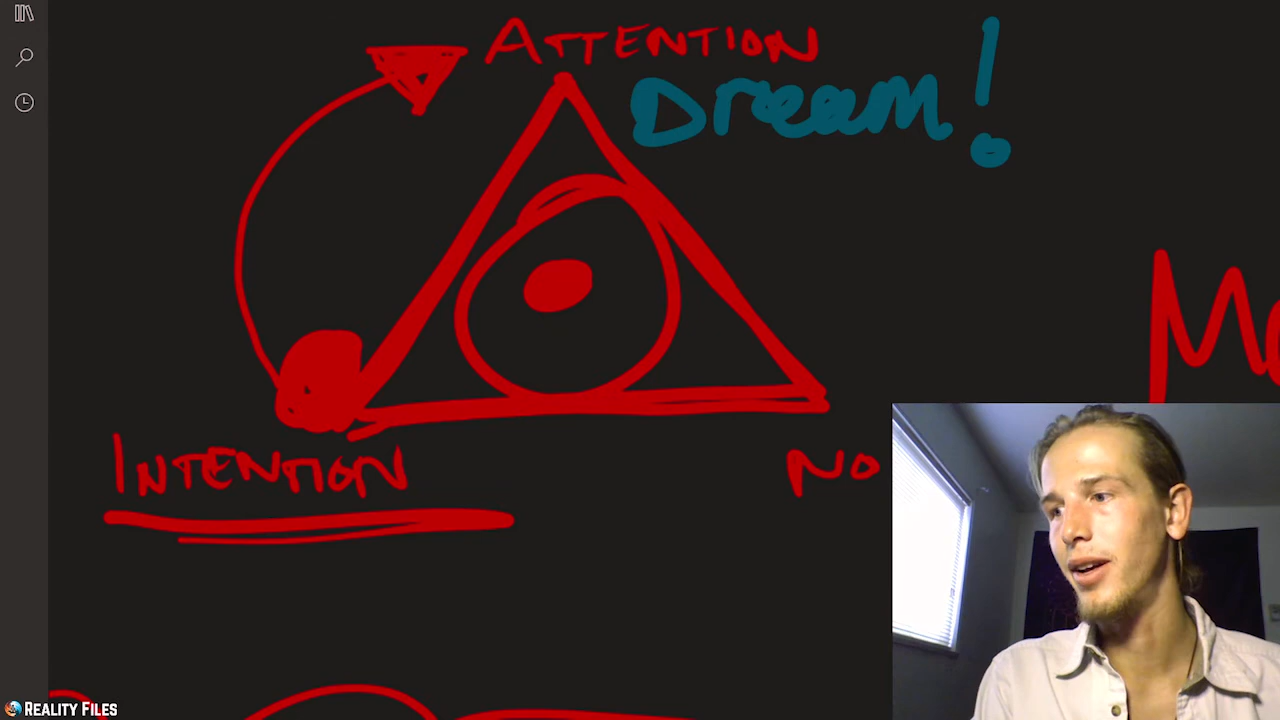 ATTENTION
Dream!
INTENTION
NO
REALITY FILES